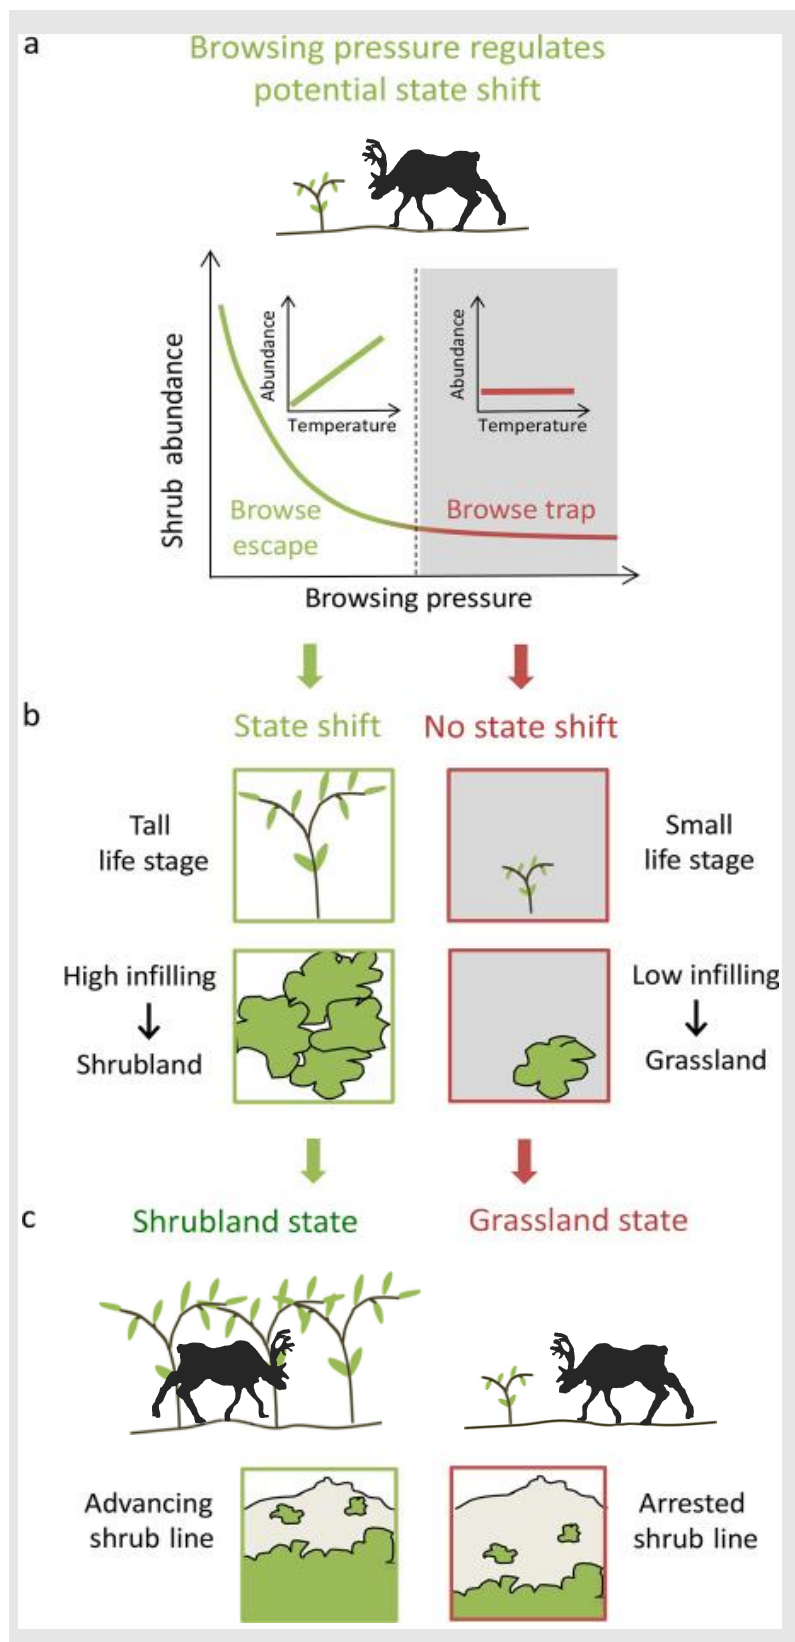 a
Browsing pressure regulates
potential state shift
Shrub abundance
Abundance
Temperature
Abundance
Temperature
Browse
escape
Browse trap
Browsing pressure
b
State shift
No state shift
Tall
life stage
Small
life stage
High infilling
Shrubland
Low infilling
Grassland
c
Shrubland state
Grassland state
Advancing
shrub line
Arrested
shrub line